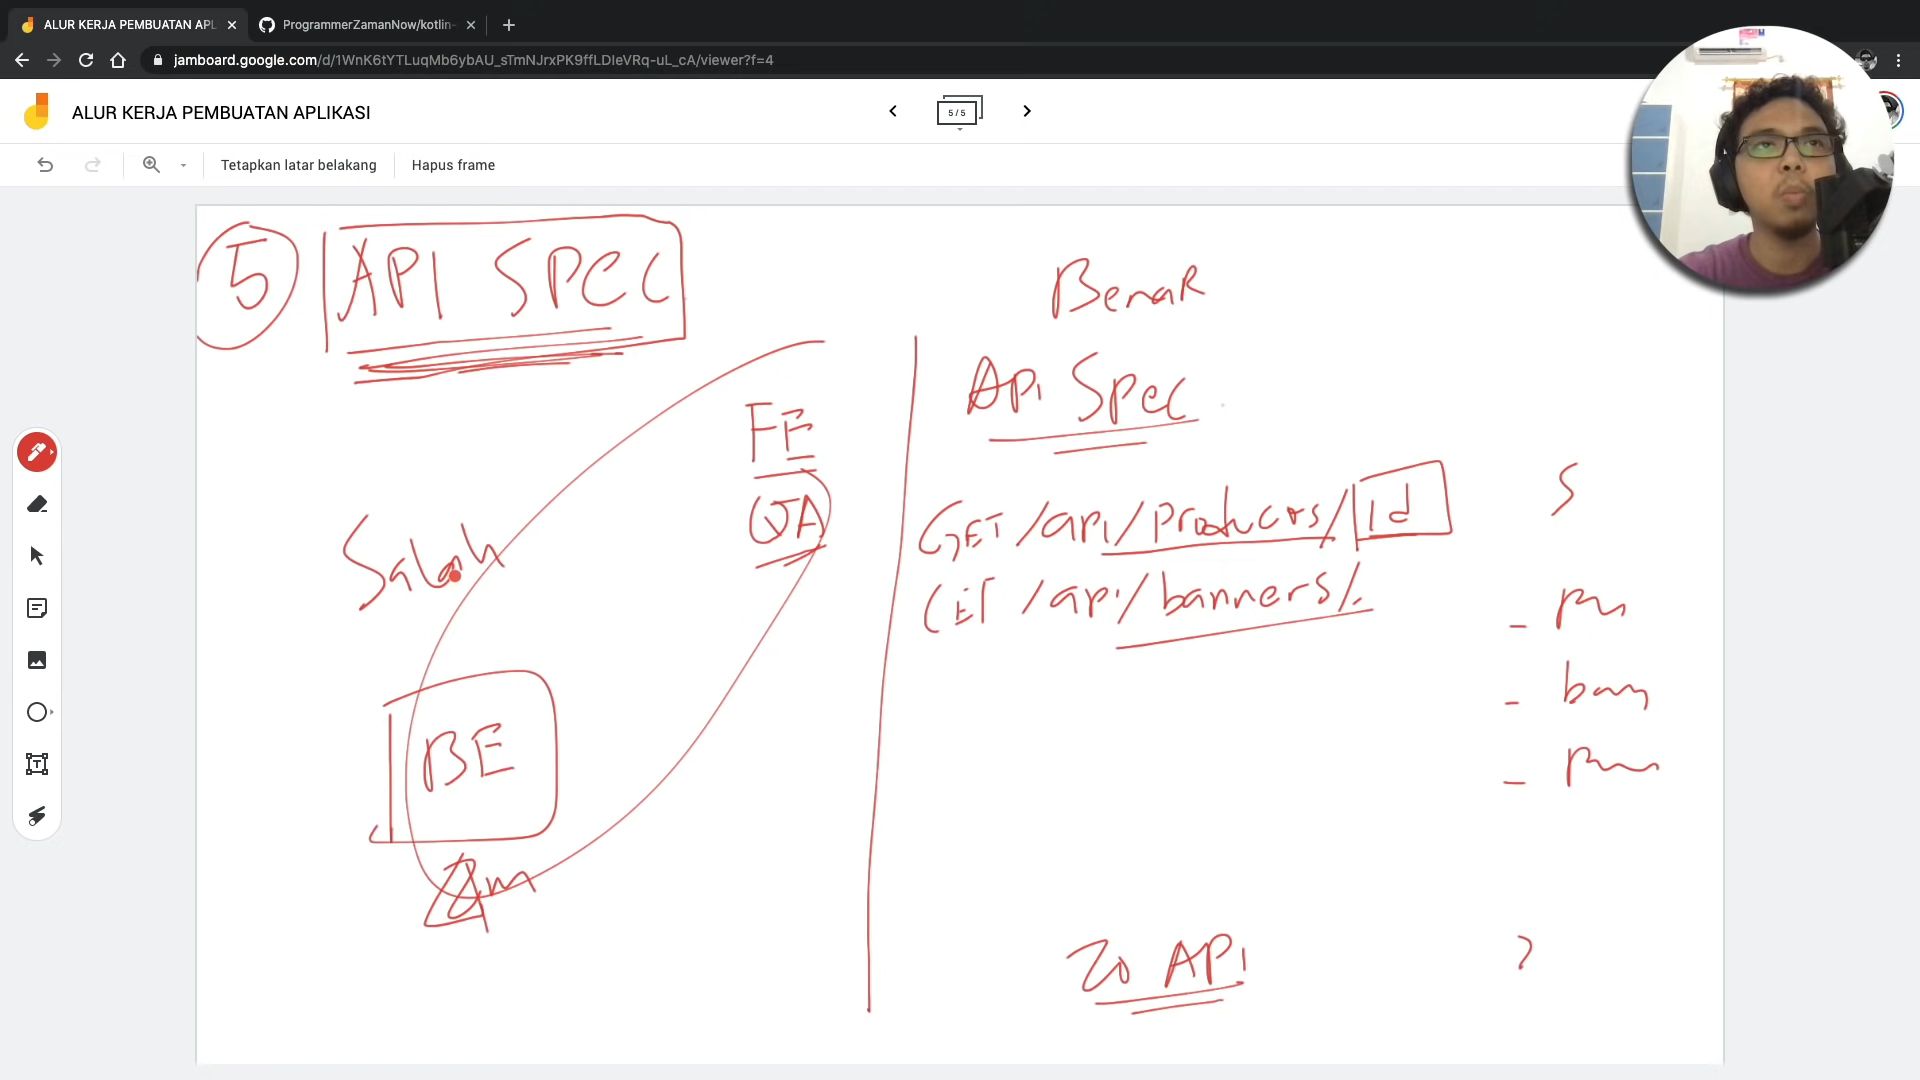 ALUR KERJA PEMBUATAN APL
ProgrammerZamanNow/kotlin-
jamboard.google.com/d/1WnK6tYTLuqMb6ybAU_sTmNJrxPK9ffLDIeVRq-uL_cA/viewer?f=4
ALUR KERJA PEMBUATAN APLIKASI
5/5
Tetapkan latar belakang
Hapus frame
5 API SPEC
FE
QA
Salah
BE
Benar
Api Spec
GET /api/products/id
GET /api/banners/
20 API
S
?